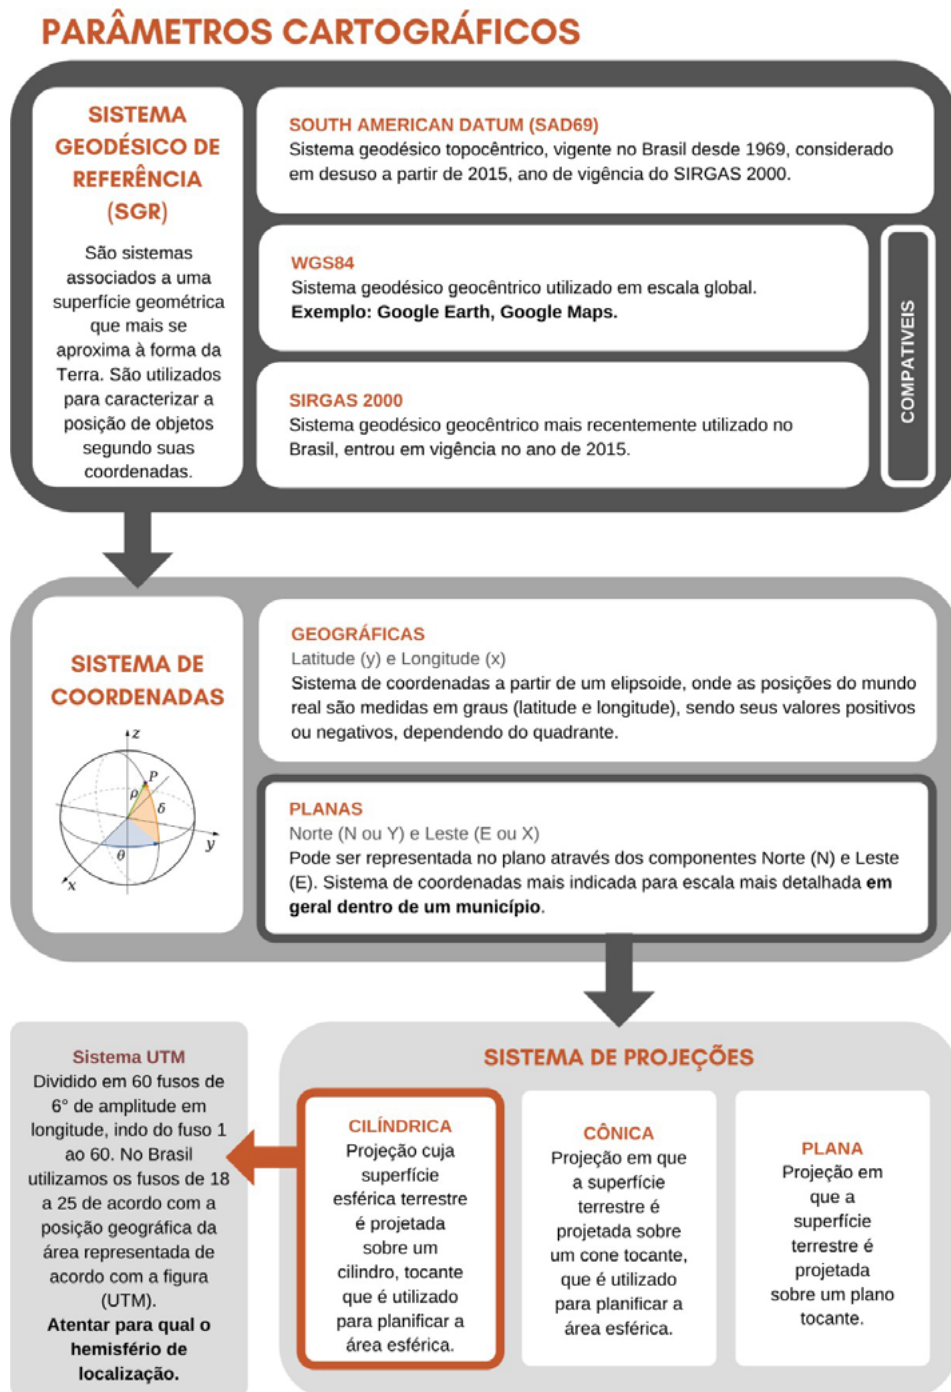 PARÂMETROS CARTOGRÁFICOS
SISTEMA
GEODÉSICO DE
REFERÊNCIA
(SGR)
São sistemas
associados a uma
superfície geométrica
que mais se
aproxima à forma da
Terra. São utilizados
para caracterizar a
posição de objetos
segundo suas
coordenadas.
SOUTH AMERICAN DATUM (SAD69)
Sistema geodésico topocêntrico, vigente no Brasil desde 1969, considerado
em desuso a partir de 2015, ano de vigência do SIRGAS 2000.
WGS84
Sistema geodésico geocêntrico utilizado em escala global.
Exemplo: Google Earth, Google Maps.
SIRGAS 2000
Sistema geodésico geocêntrico mais recentemente utilizado no
Brasil, entrou em vigência no ano de 2015.
COMPATIVEIS
SISTEMA DE
COORDENADAS
z
P
ρ
δ
θ
y
x
GEOGRÁFICAS
Latitude (y) e Longitude (x)
Sistema de coordenadas a partir de um elipsoide, onde as posições do mundo
real são medidas em graus (latitude e longitude), sendo seus valores positivos
ou negativos, dependendo do quadrante.
PLANAS
Norte (N ou Y) e Leste (E ou X)
Pode ser representada no plano através dos componentes Norte (N) e Leste
(E). Sistema de coordenadas mais indicada para escala mais detalhada em
geral dentro de um município.
Sistema UTM
Dividido em 60 fusos de
6° de amplitude em
longitude, indo do fuso 1
ao 60. No Brasil
utilizamos os fusos de 18
a 25 de acordo com a
posição geográfica da
área representada de
acordo com a figura
(UTM).
Atentar para qual o
hemisfério de
localização.
SISTEMA DE PROJEÇÕES
CILÍNDRICA
Projeção cuja
superfície
esférica terrestre
é projetada
sobre um
cilindro, tocante
que é utilizado
para planificar a
área esférica.
CÔNICA
Projeção em que
a superfície
terrestre é
projetada sobre
um cone tocante,
que é utilizado
para planificar a
área esférica.
PLANA
Projeção em
que a
superfície
terrestre é
projetada
sobre um plano
tocante.